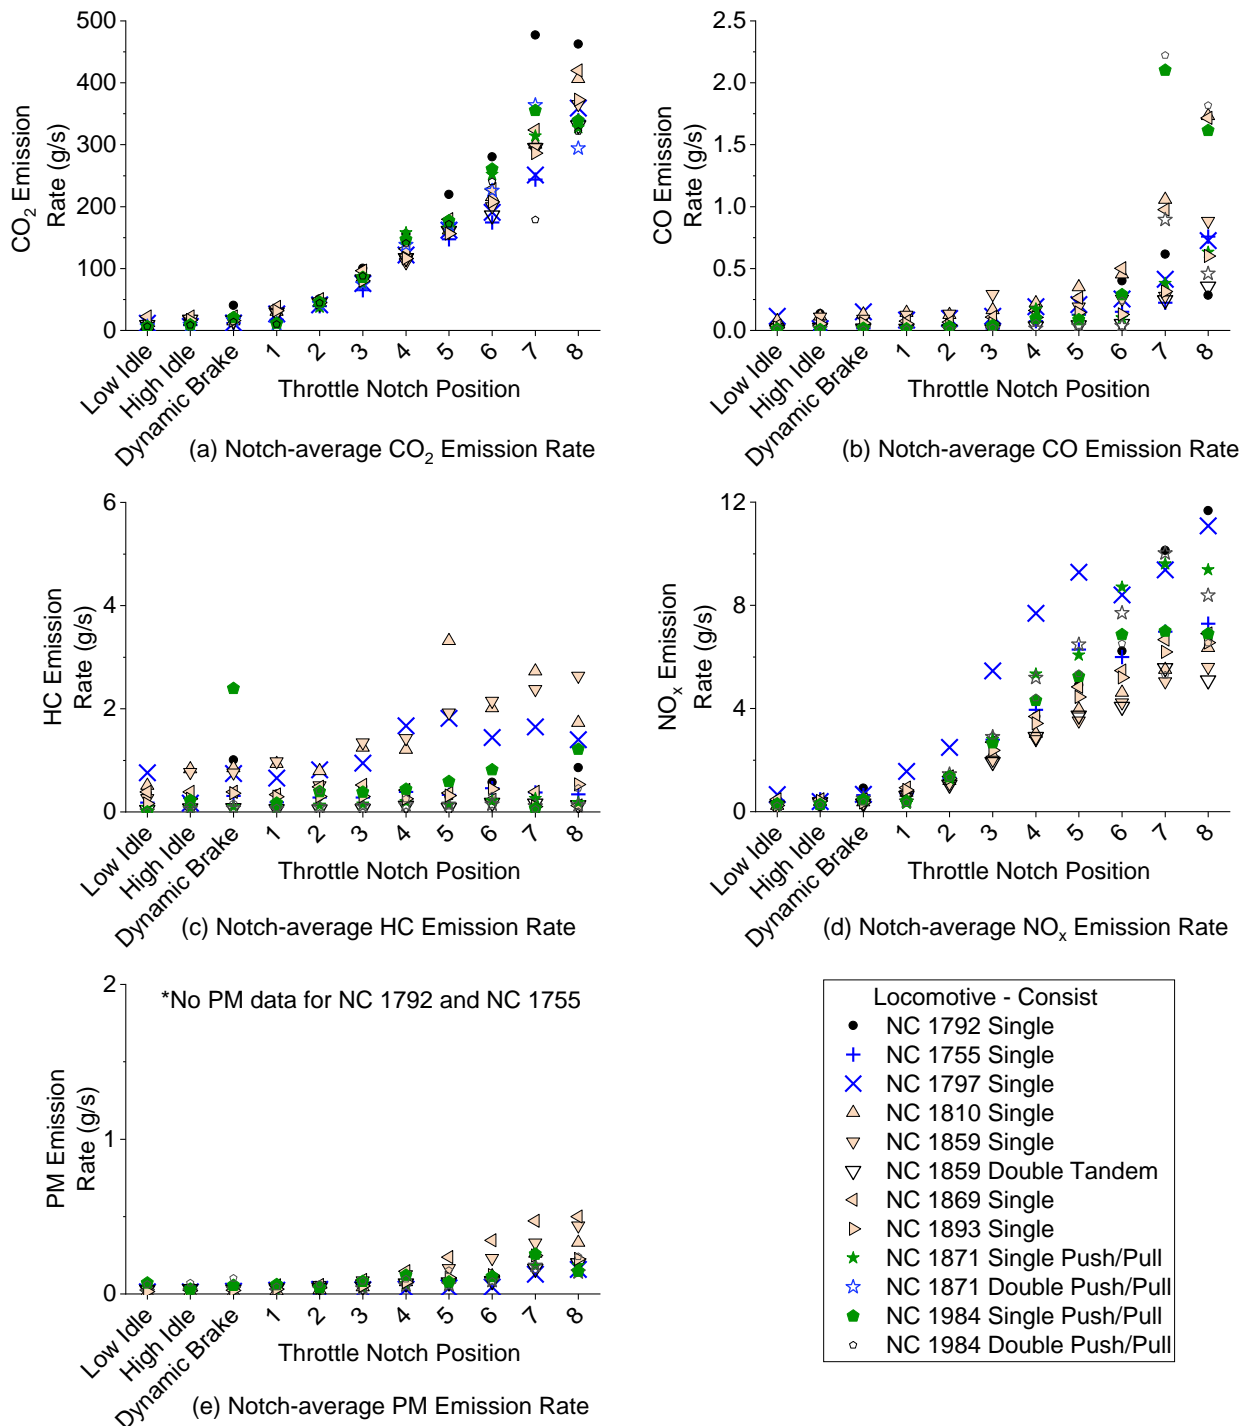 500
400
300
200
100
0
CO₂ Emission
Rate (g/s)
Low Idle
High Idle
Dynamic Brake
1
2
3
4
5
6
7
8
Throttle Notch Position
(a) Notch-average CO₂ Emission Rate
2.5
2.0
1.5
1.0
0.5
0.0
CO Emission
Rate (g/s)
Low Idle
High Idle
Dynamic Brake
1
2
3
4
5
6
7
8
Throttle Notch Position
(b) Notch-average CO Emission Rate
6
4
2
0
HC Emission
Rate (g/s)
Low Idle
High Idle
Dynamic Brake
1
2
3
4
5
6
7
8
Throttle Notch Position
(c) Notch-average HC Emission Rate
12
8
4
0
NOₓ Emission
Rate (g/s)
Low Idle
High Idle
Dynamic Brake
1
2
3
4
5
6
7
8
Throttle Notch Position
(d) Notch-average NOₓ Emission Rate
2
1
0
*No PM data for NC 1792 and NC 1755
PM Emission
Rate (g/s)
Low Idle
High Idle
Dynamic Brake
1
2
3
4
5
6
7
8
Throttle Notch Position
(e) Notch-average PM Emission Rate
Locomotive - Consist
NC 1792 Single
NC 1755 Single
NC 1797 Single
NC 1810 Single
NC 1859 Single
NC 1859 Double Tandem
NC 1869 Single
NC 1893 Single
NC 1871 Single Push/Pull
NC 1871 Double Push/Pull
NC 1984 Single Push/Pull
NC 1984 Double Push/Pull